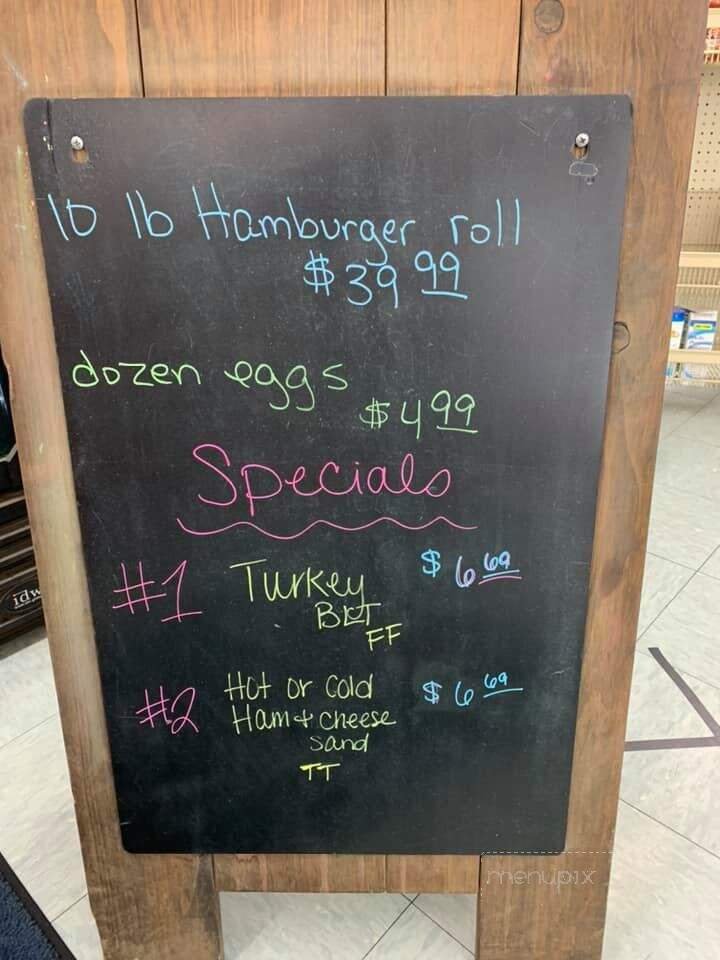 10 lb Hamburger roll
$39 99
dozen eggs
$4 99
Specials
#1 Turkey $6 69
BLT
FF
#2 Hot or Cold $6 69
Ham + cheese
sand
TT
idw
menupix